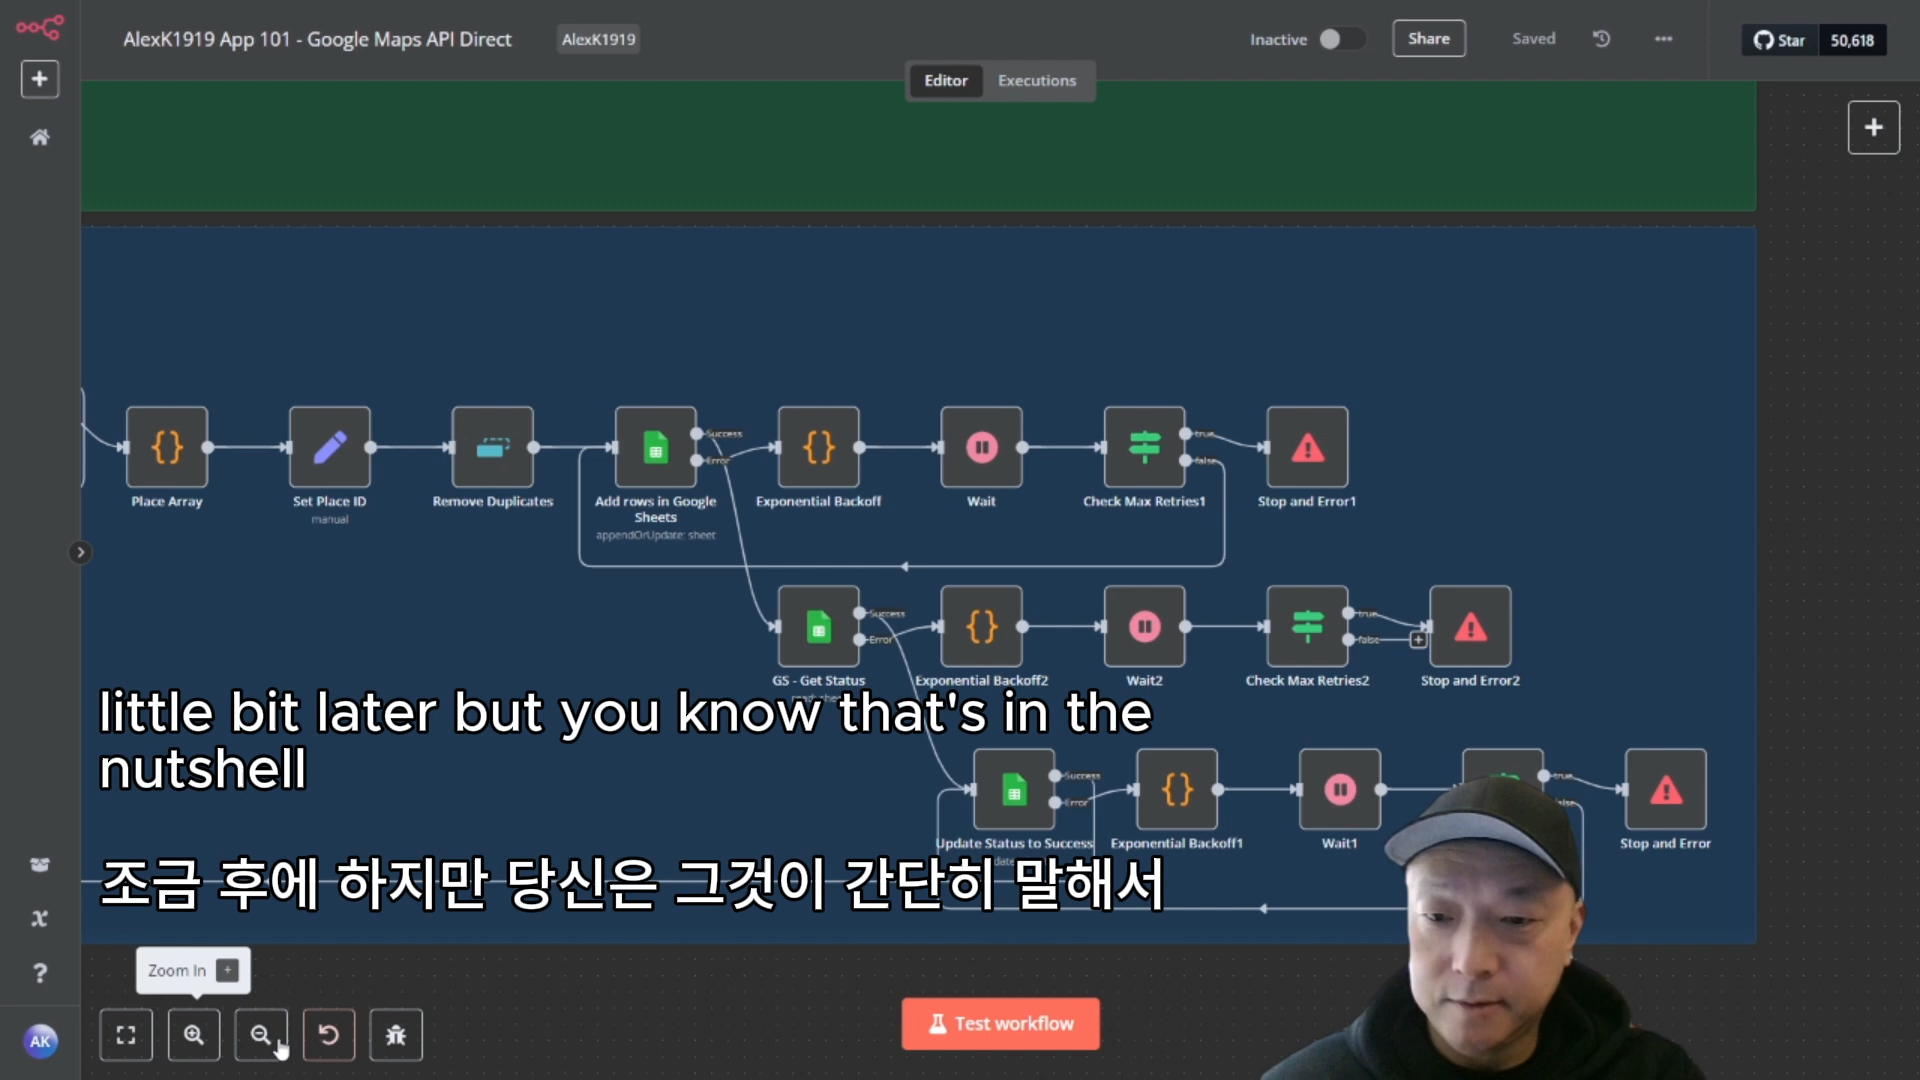 AlexK1919 App 101 - Google Maps API Direct
AlexK1919
Inactive
Share
Saved
Star
50,618
Editor
Executions
Success
Error
true
false
Place Array
Set Place ID
manual
Remove Duplicates
Add rows in Google
Sheets
appendOrUpdate: sheet
Exponential Backoff
Wait
Check Max Retries1
Stop and Error1
Success
Error
true
false
GS - Get Status
Exponential Backoff2
Wait2
Check Max Retries2
Stop and Error2
little bit later but you know that's in the
nutshell
Success
Error
true
Update Status to Success
Exponential Backoff1
Wait1
Stop and Error
조금 후에 하지만 당신은 그것이 간단히 말해서
Zoom In +
Test workflow
AK